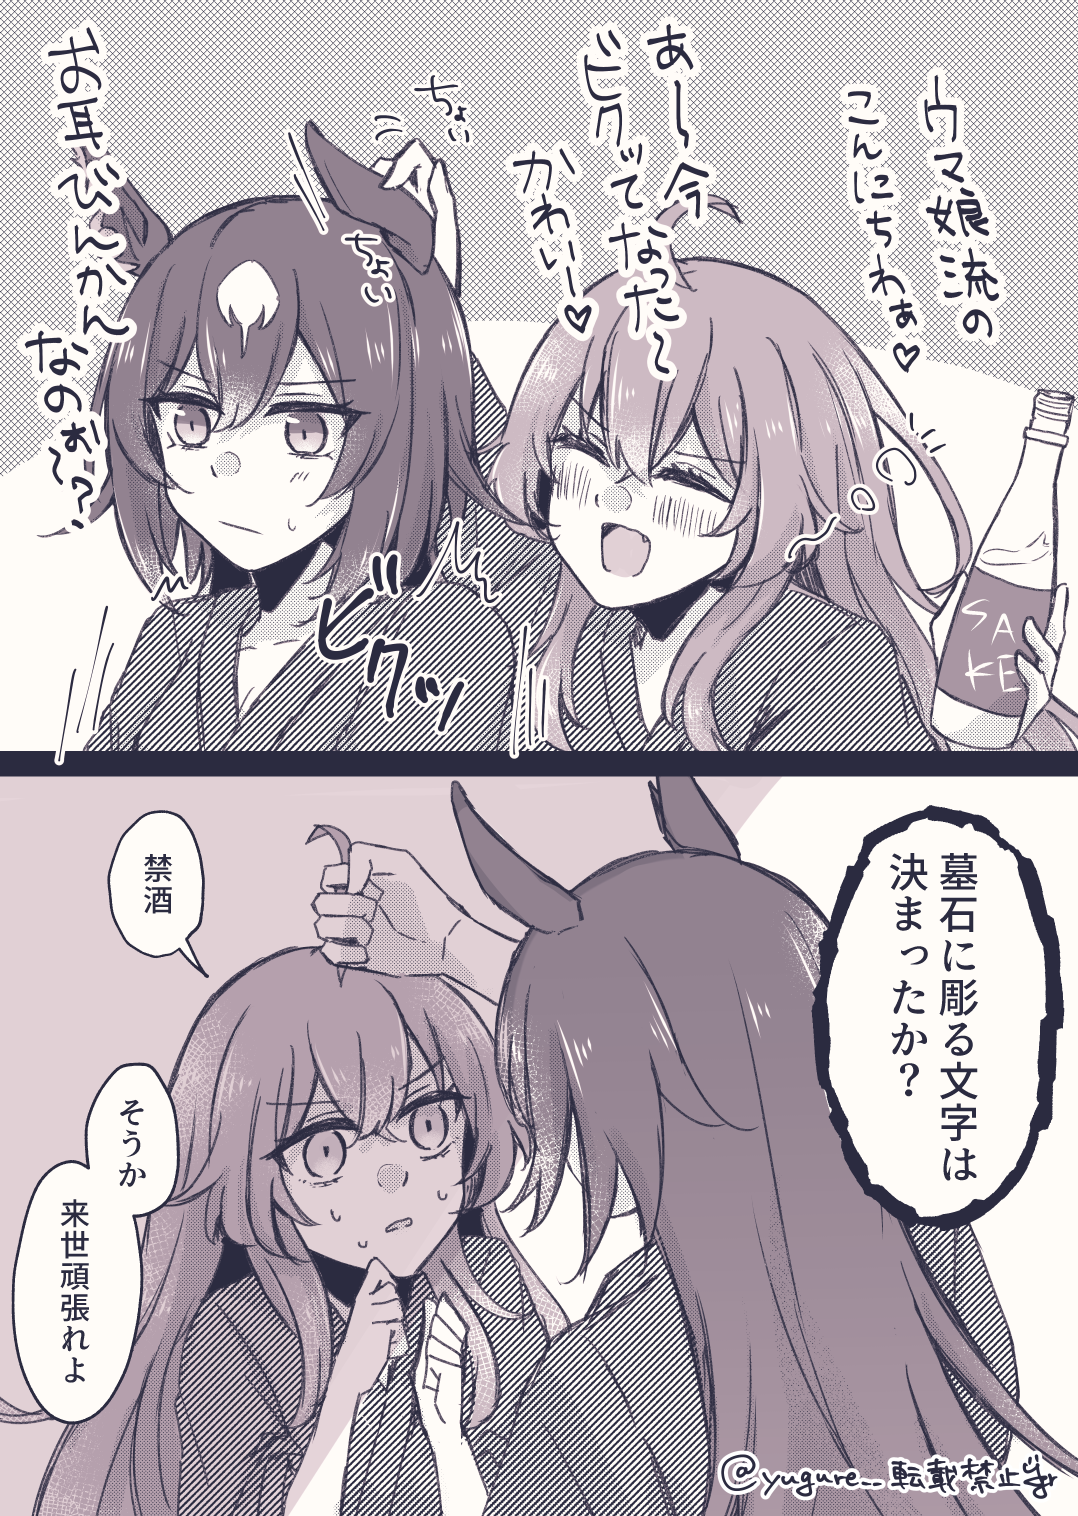 ウマ娘流の
こんにちわぁ♡
あ〜今
ビクッてなった〜
かわいー♡
ちょい
ちょい
お耳びんかん
なのぉ〜?
ビクッ
SA
KE
墓石に彫る文字は
決まったか?
禁酒
そうか
来世頑張れよ
@yugure__ 転載禁止